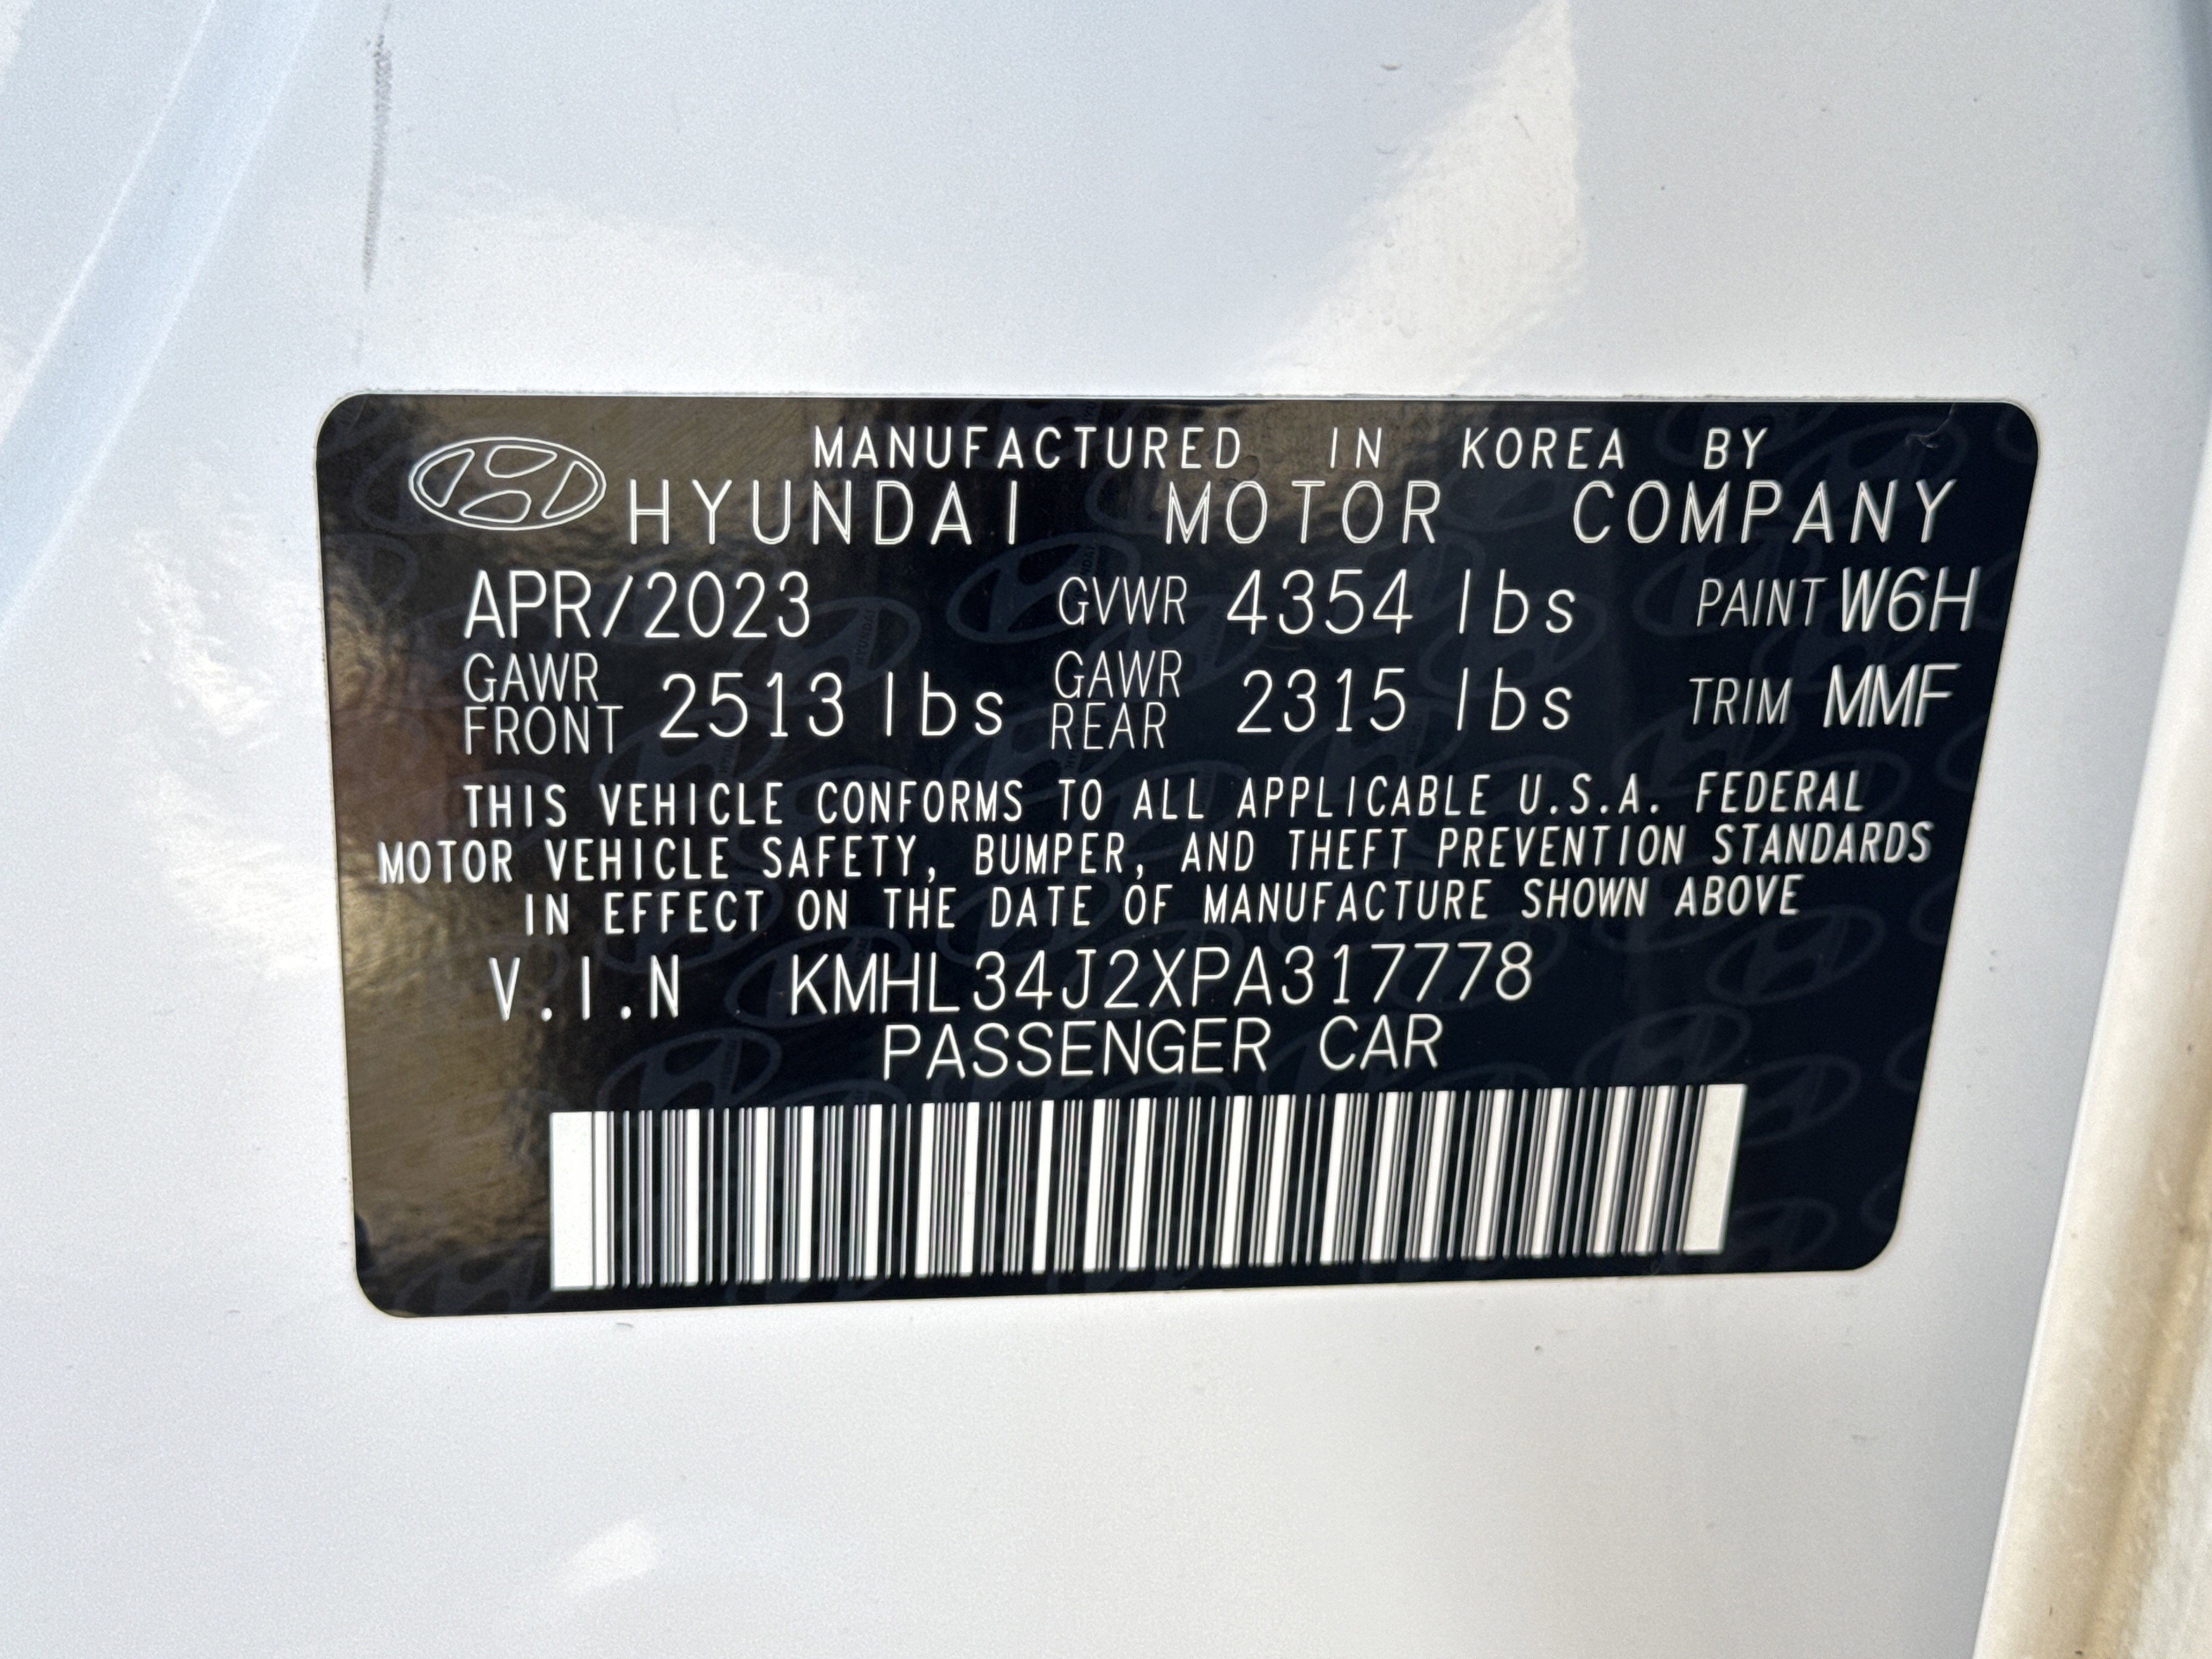 MANUFACTURED IN KOREA BY
HYUNDAI MOTOR COMPANY
APR/2023 GVWR 4354 lbs PAINT W6H
GAWR FRONT 2513 lbs GAWR REAR 2315 lbs TRIM MMF
THIS VEHICLE CONFORMS TO ALL APPLICABLE U.S.A. FEDERAL
MOTOR VEHICLE SAFETY, BUMPER, AND THEFT PREVENTION STANDARDS
IN EFFECT ON THE DATE OF MANUFACTURE SHOWN ABOVE
V.I.N KMHL34J2XPA317778
PASSENGER CAR